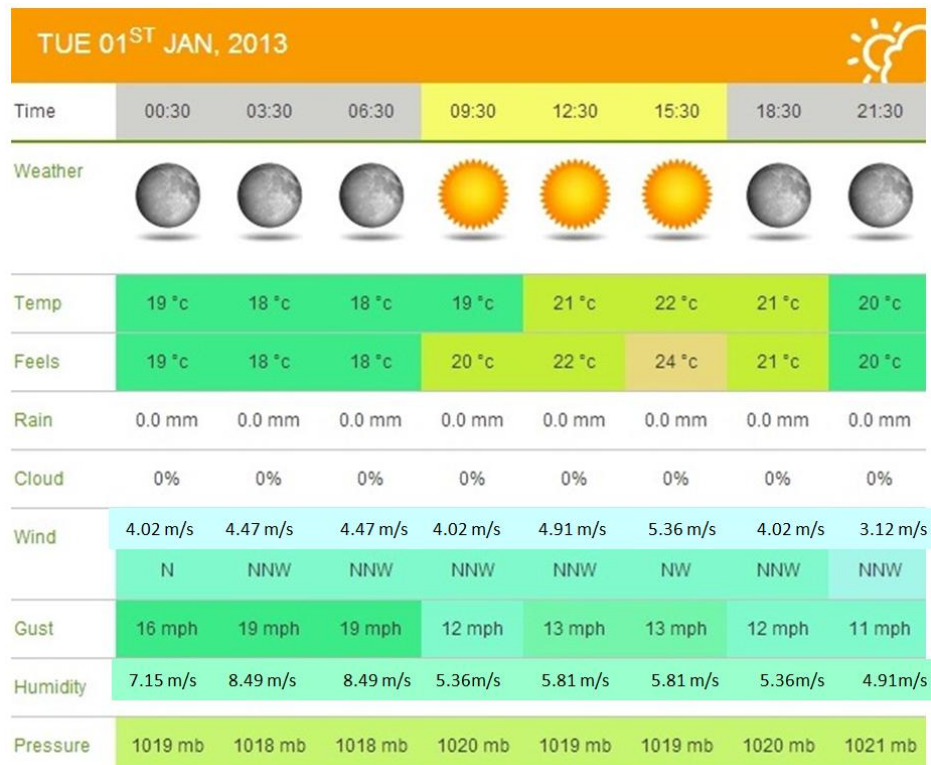 TUE 01ST JAN, 2013
Time 00:30 03:30 06:30 09:30 12:30 15:30 18:30 21:30
Weather
Temp 19 °c 18 °c 18 °c 19 °c 21 °c 22 °c 21 °c 20 °c
Feels 19 °c 18 °c 18 °c 20 °c 22 °c 24 °c 21 °c 20 °c
Rain 0.0 mm 0.0 mm 0.0 mm 0.0 mm 0.0 mm 0.0 mm 0.0 mm 0.0 mm
Cloud 0% 0% 0% 0% 0% 0% 0% 0%
Wind 4.02 m/s 4.47 m/s 4.47 m/s 4.02 m/s 4.91 m/s 5.36 m/s 4.02 m/s 3.12 m/s
N NNW NNW NNW NNW NW NNW NNW
Gust 16 mph 19 mph 19 mph 12 mph 13 mph 13 mph 12 mph 11 mph
Humidity 7.15 m/s 8.49 m/s 8.49 m/s 5.36m/s 5.81 m/s 5.81 m/s 5.36m/s 4.91m/s
Pressure 1019 mb 1018 mb 1018 mb 1020 mb 1019 mb 1019 mb 1020 mb 1021 mb